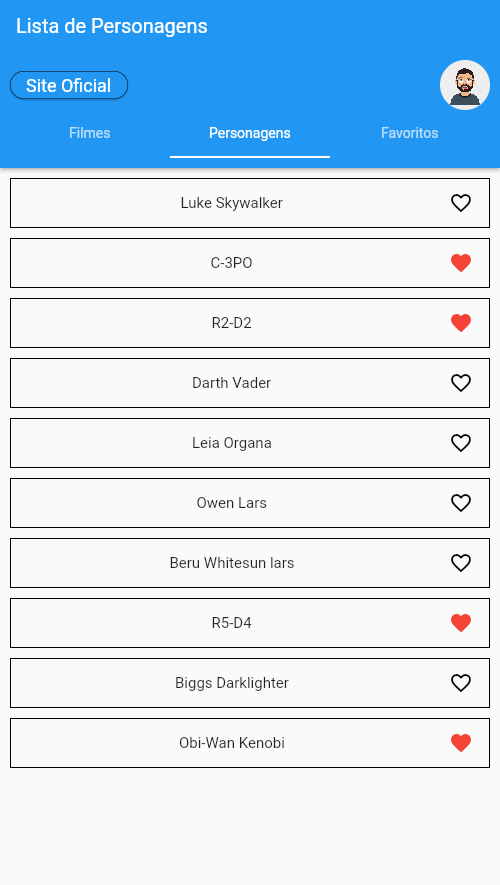 Lista de Personagens
Site Oficial
Filmes
Personagens
Favoritos
Luke Skywalker
C-3PO
R2-D2
Darth Vader
Leia Organa
Owen Lars
Beru Whitesun lars
R5-D4
Biggs Darklighter
Obi-Wan Kenobi